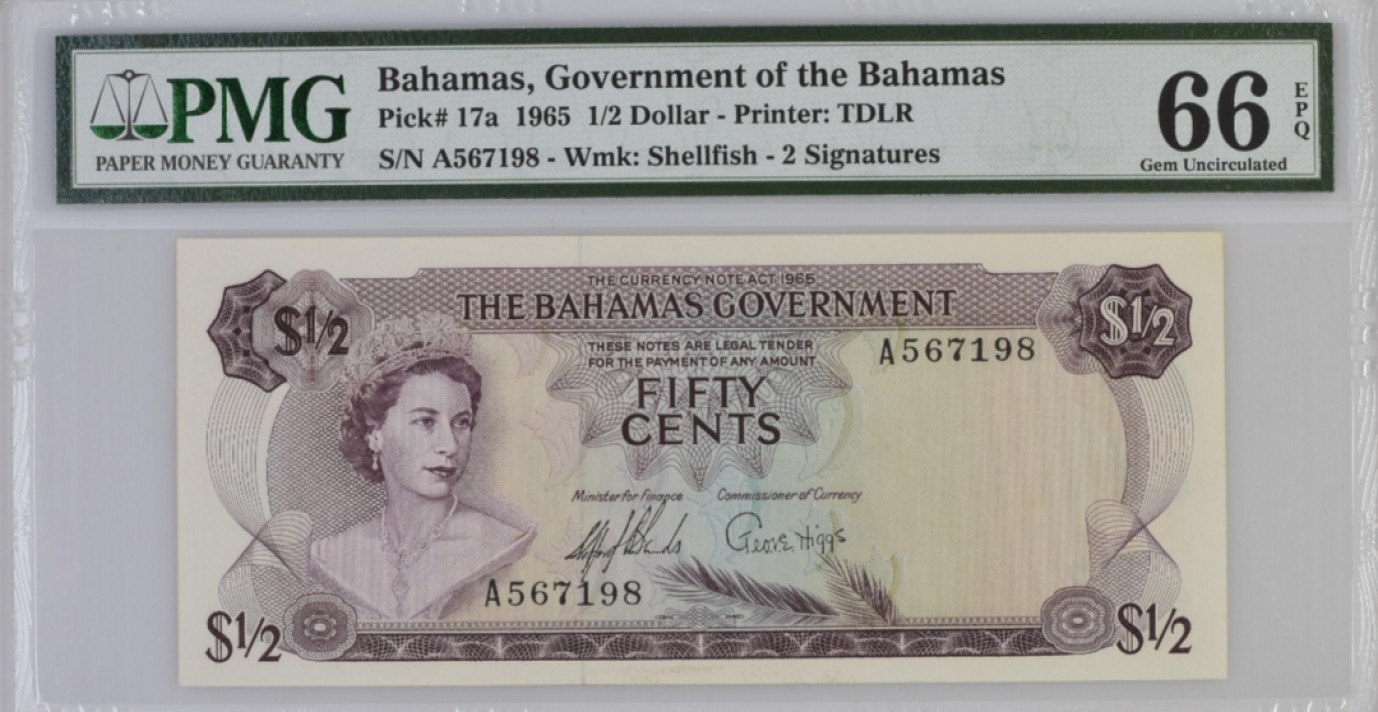 PMG
PAPER MONEY GUARANTY
Bahamas, Government of the Bahamas
Pick# 17a 1965 1/2 Dollar - Printer: TDLR
S/N A567198 - Wmk: Shellfish - 2 Signatures
66
EPQ
Gem Uncirculated
THE CURRENCY NOTE ACT 1965
THE BAHAMAS GOVERNMENT
$1/2
$1/2
THESE NOTES ARE LEGAL TENDER
FOR THE PAYMENT OF ANY AMOUNT
A567198
FIFTY
CENTS
Minister for Finance Commissioner of Currency
Geo.E. Higgs
A567198
$1/2
$1/2